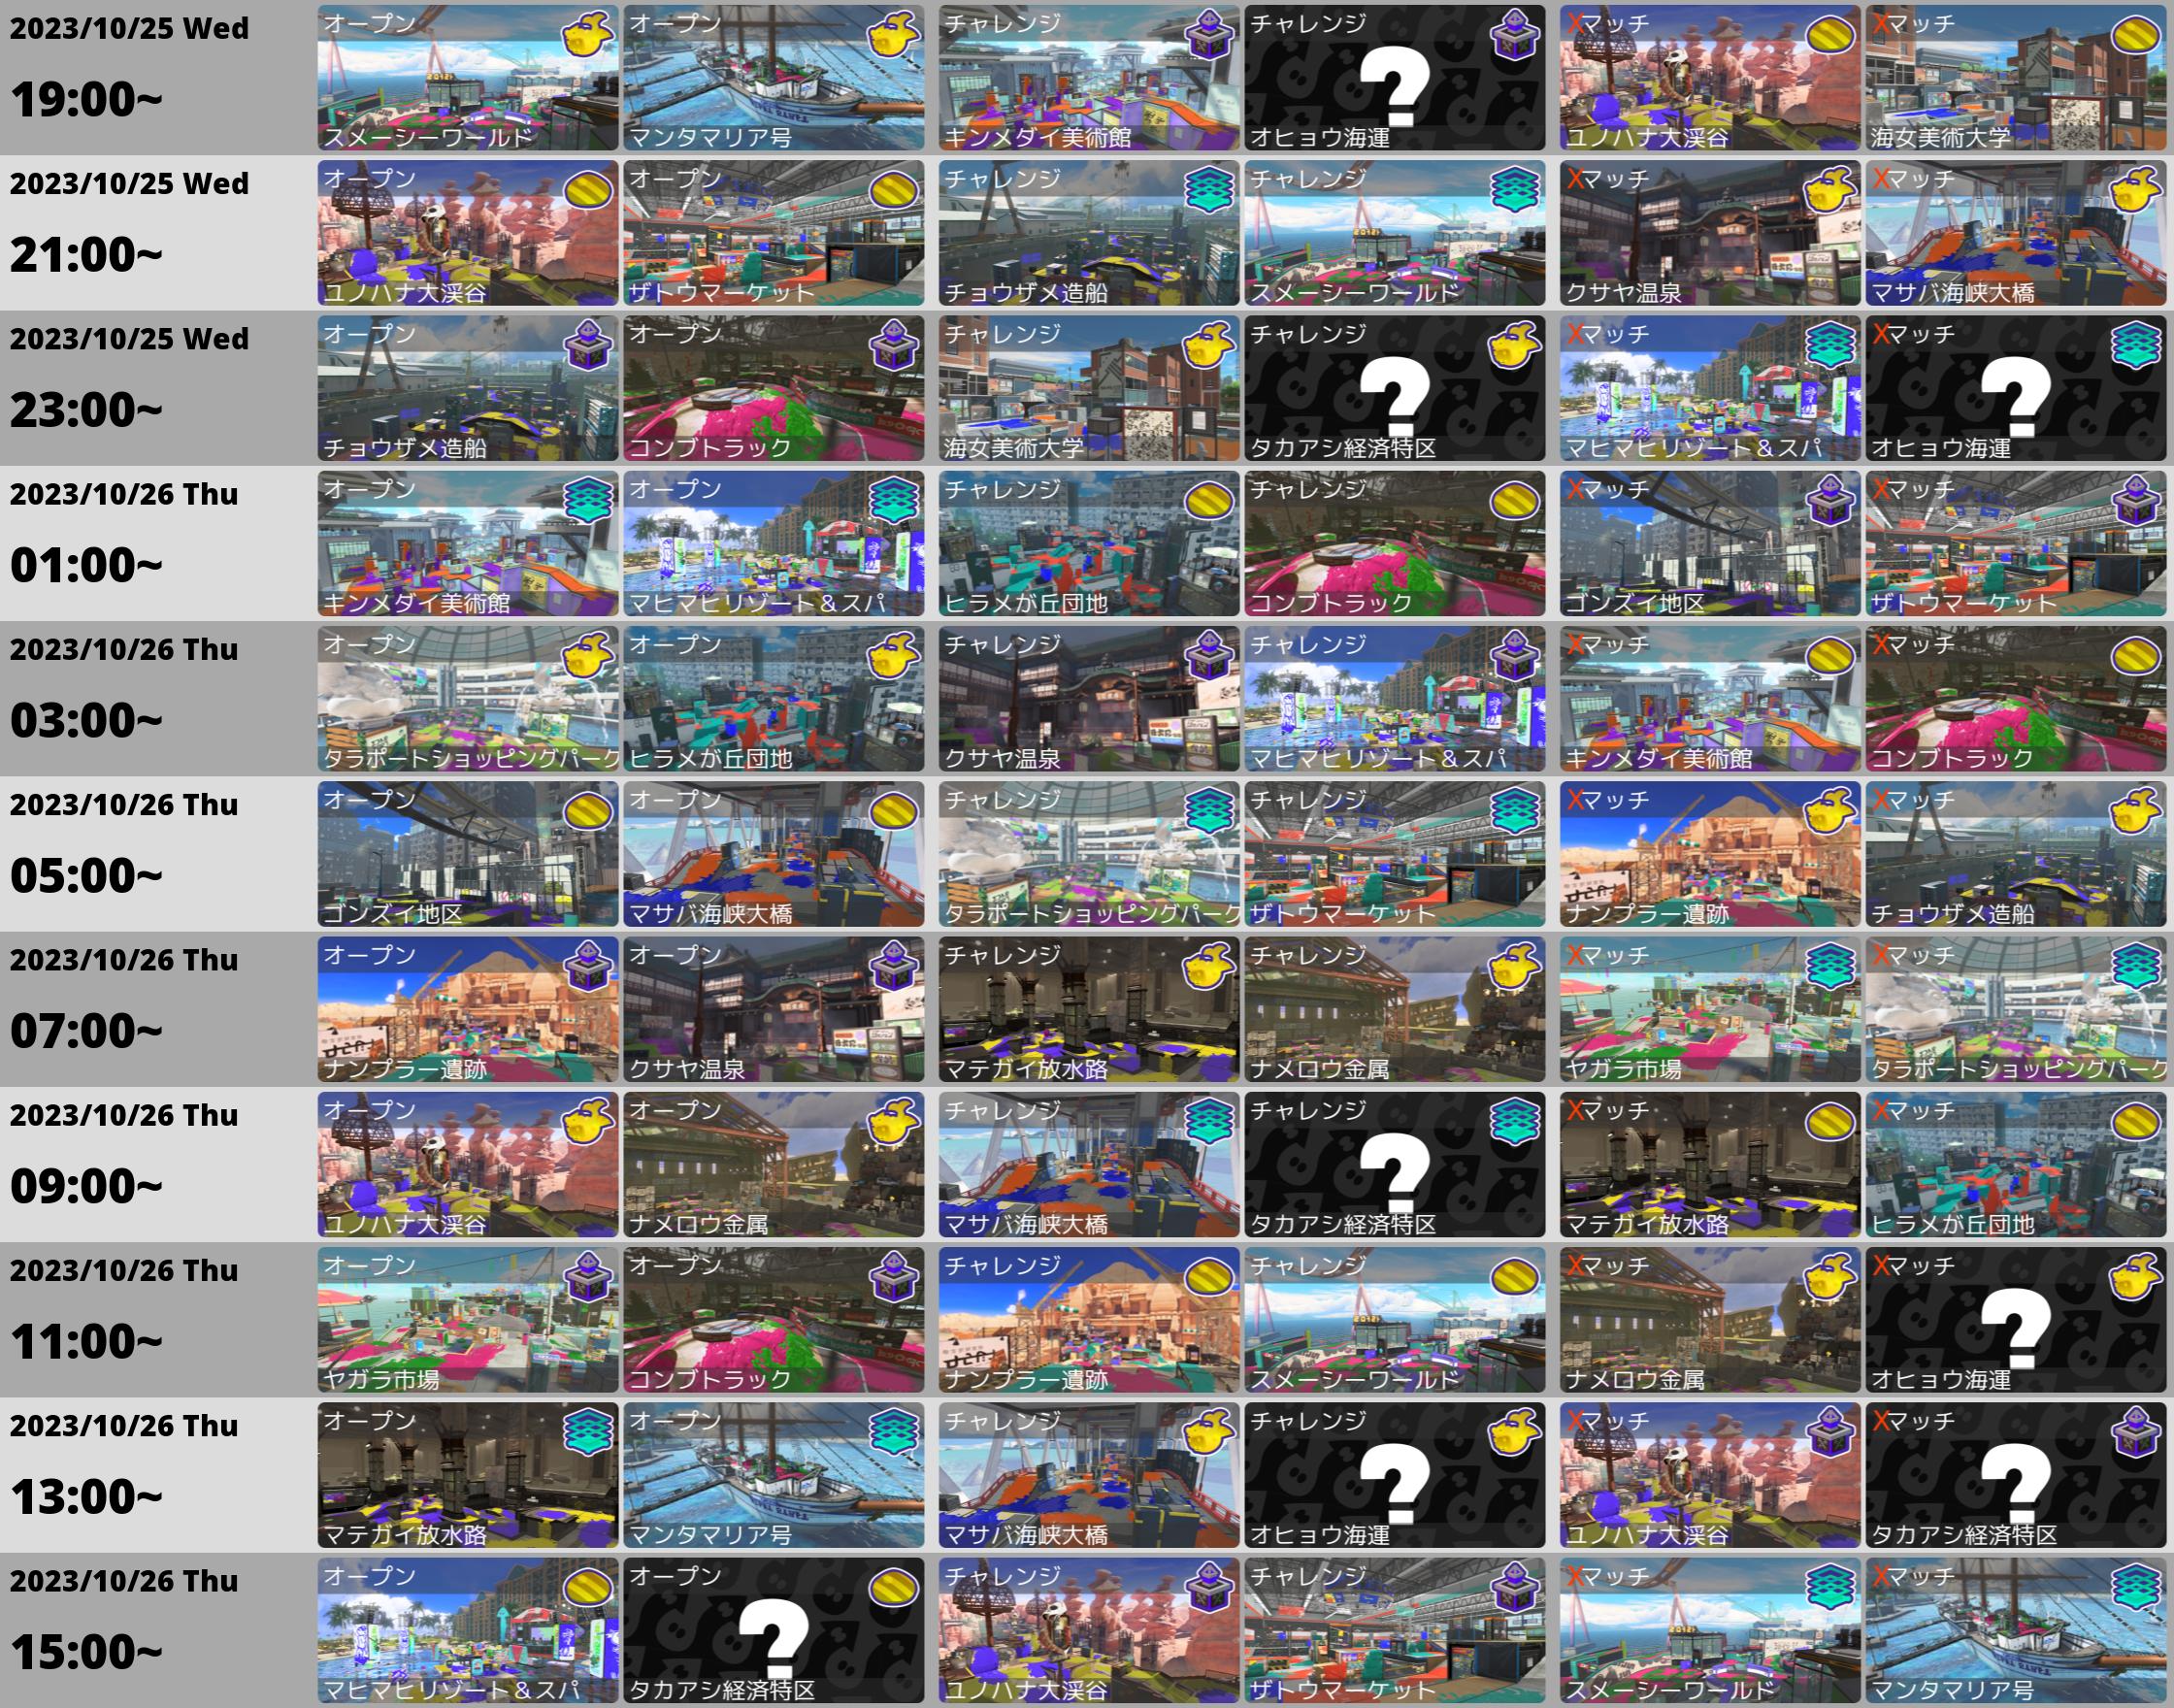 2023/10/25 Wed
19:00~
オープン オープン チャレンジ チャレンジ Xマッチ Xマッチ
スメーシーワールド マンタマリア号 キンメダイ美術館 オヒョウ海運 ユノハナ大渓谷 海女美術大学
2023/10/25 Wed
21:00~
オープン オープン チャレンジ チャレンジ Xマッチ Xマッチ
ユノハナ大渓谷 ザトウマーケット チョウザメ造船 スメーシーワールド クサヤ温泉 マサバ海峡大橋
2023/10/25 Wed
23:00~
オープン オープン チャレンジ チャレンジ Xマッチ Xマッチ
チョウザメ造船 コンブトラック 海女美術大学 タカアシ経済特区 マヒマヒリゾート＆スパ オヒョウ海運
2023/10/26 Thu
01:00~
オープン オープン チャレンジ チャレンジ Xマッチ Xマッチ
キンメダイ美術館 マヒマヒリゾート＆スパ ヒラメが丘団地 コンブトラック ゴンズイ地区 ザトウマーケット
2023/10/26 Thu
03:00~
オープン オープン チャレンジ チャレンジ Xマッチ Xマッチ
タラポートショッピングパーク ヒラメが丘団地 クサヤ温泉 マヒマヒリゾート＆スパ キンメダイ美術館 コンブトラック
2023/10/26 Thu
05:00~
オープン オープン チャレンジ チャレンジ Xマッチ Xマッチ
ゴンズイ地区 マサバ海峡大橋 タラポートショッピングパーク ザトウマーケット ナンプラー遺跡 チョウザメ造船
2023/10/26 Thu
07:00~
オープン オープン チャレンジ チャレンジ Xマッチ Xマッチ
ナンプラー遺跡 クサヤ温泉 マテガイ放水路 ナメロウ金属 ヤガラ市場 タラポートショッピングパーク
2023/10/26 Thu
09:00~
オープン オープン チャレンジ チャレンジ Xマッチ Xマッチ
ユノハナ大渓谷 ナメロウ金属 マサバ海峡大橋 タカアシ経済特区 マテガイ放水路 ヒラメが丘団地
2023/10/26 Thu
11:00~
オープン オープン チャレンジ チャレンジ Xマッチ Xマッチ
ヤガラ市場 コンブトラック ナンプラー遺跡 スメーシーワールド ナメロウ金属 オヒョウ海運
2023/10/26 Thu
13:00~
オープン オープン チャレンジ チャレンジ Xマッチ Xマッチ
マテガイ放水路 マンタマリア号 マサバ海峡大橋 オヒョウ海運 ユノハナ大渓谷 タカアシ経済特区
2023/10/26 Thu
15:00~
オープン オープン チャレンジ チャレンジ Xマッチ Xマッチ
マヒマヒリゾート＆スパ タカアシ経済特区 ユノハナ大渓谷 ザトウマーケット スメーシーワールド マンタマリア号